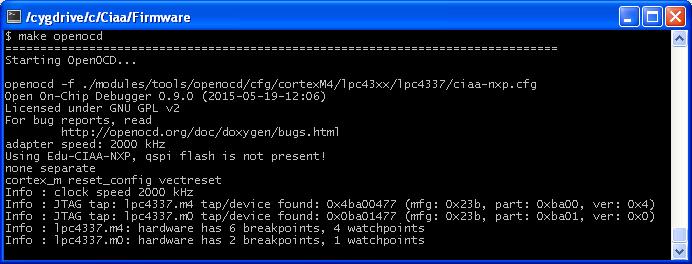 /cygdrive/c/Ciaa/Firmware
$ make openocd
===============================================================================
Starting OpenOCD...
openocd -f ./modules/tools/openocd/cfg/cortexM4/lpc43xx/lpc4337/ciaa-nxp.cfg
Open On-Chip Debugger 0.9.0 (2015-05-19-12:06)
Licensed under GNU GPL v2
For bug reports, read
http://openocd.org/doc/doxygen/bugs.html
adapter speed: 2000 kHz
Using Edu-CIAA-NXP, qspi flash is not present!
none separate
cortex_m reset_config vectreset
Info : clock speed 2000 kHz
Info : JTAG tap: lpc4337.m4 tap/device found: 0x4ba00477 (mfg: 0x23b, part: 0xba00, ver: 0x4)
Info : JTAG tap: lpc4337.m0 tap/device found: 0x0ba01477 (mfg: 0x23b, part: 0xba01, ver: 0x0)
Info : lpc4337.m4: hardware has 6 breakpoints, 4 watchpoints
Info : lpc4337.m0: hardware has 2 breakpoints, 1 watchpoints